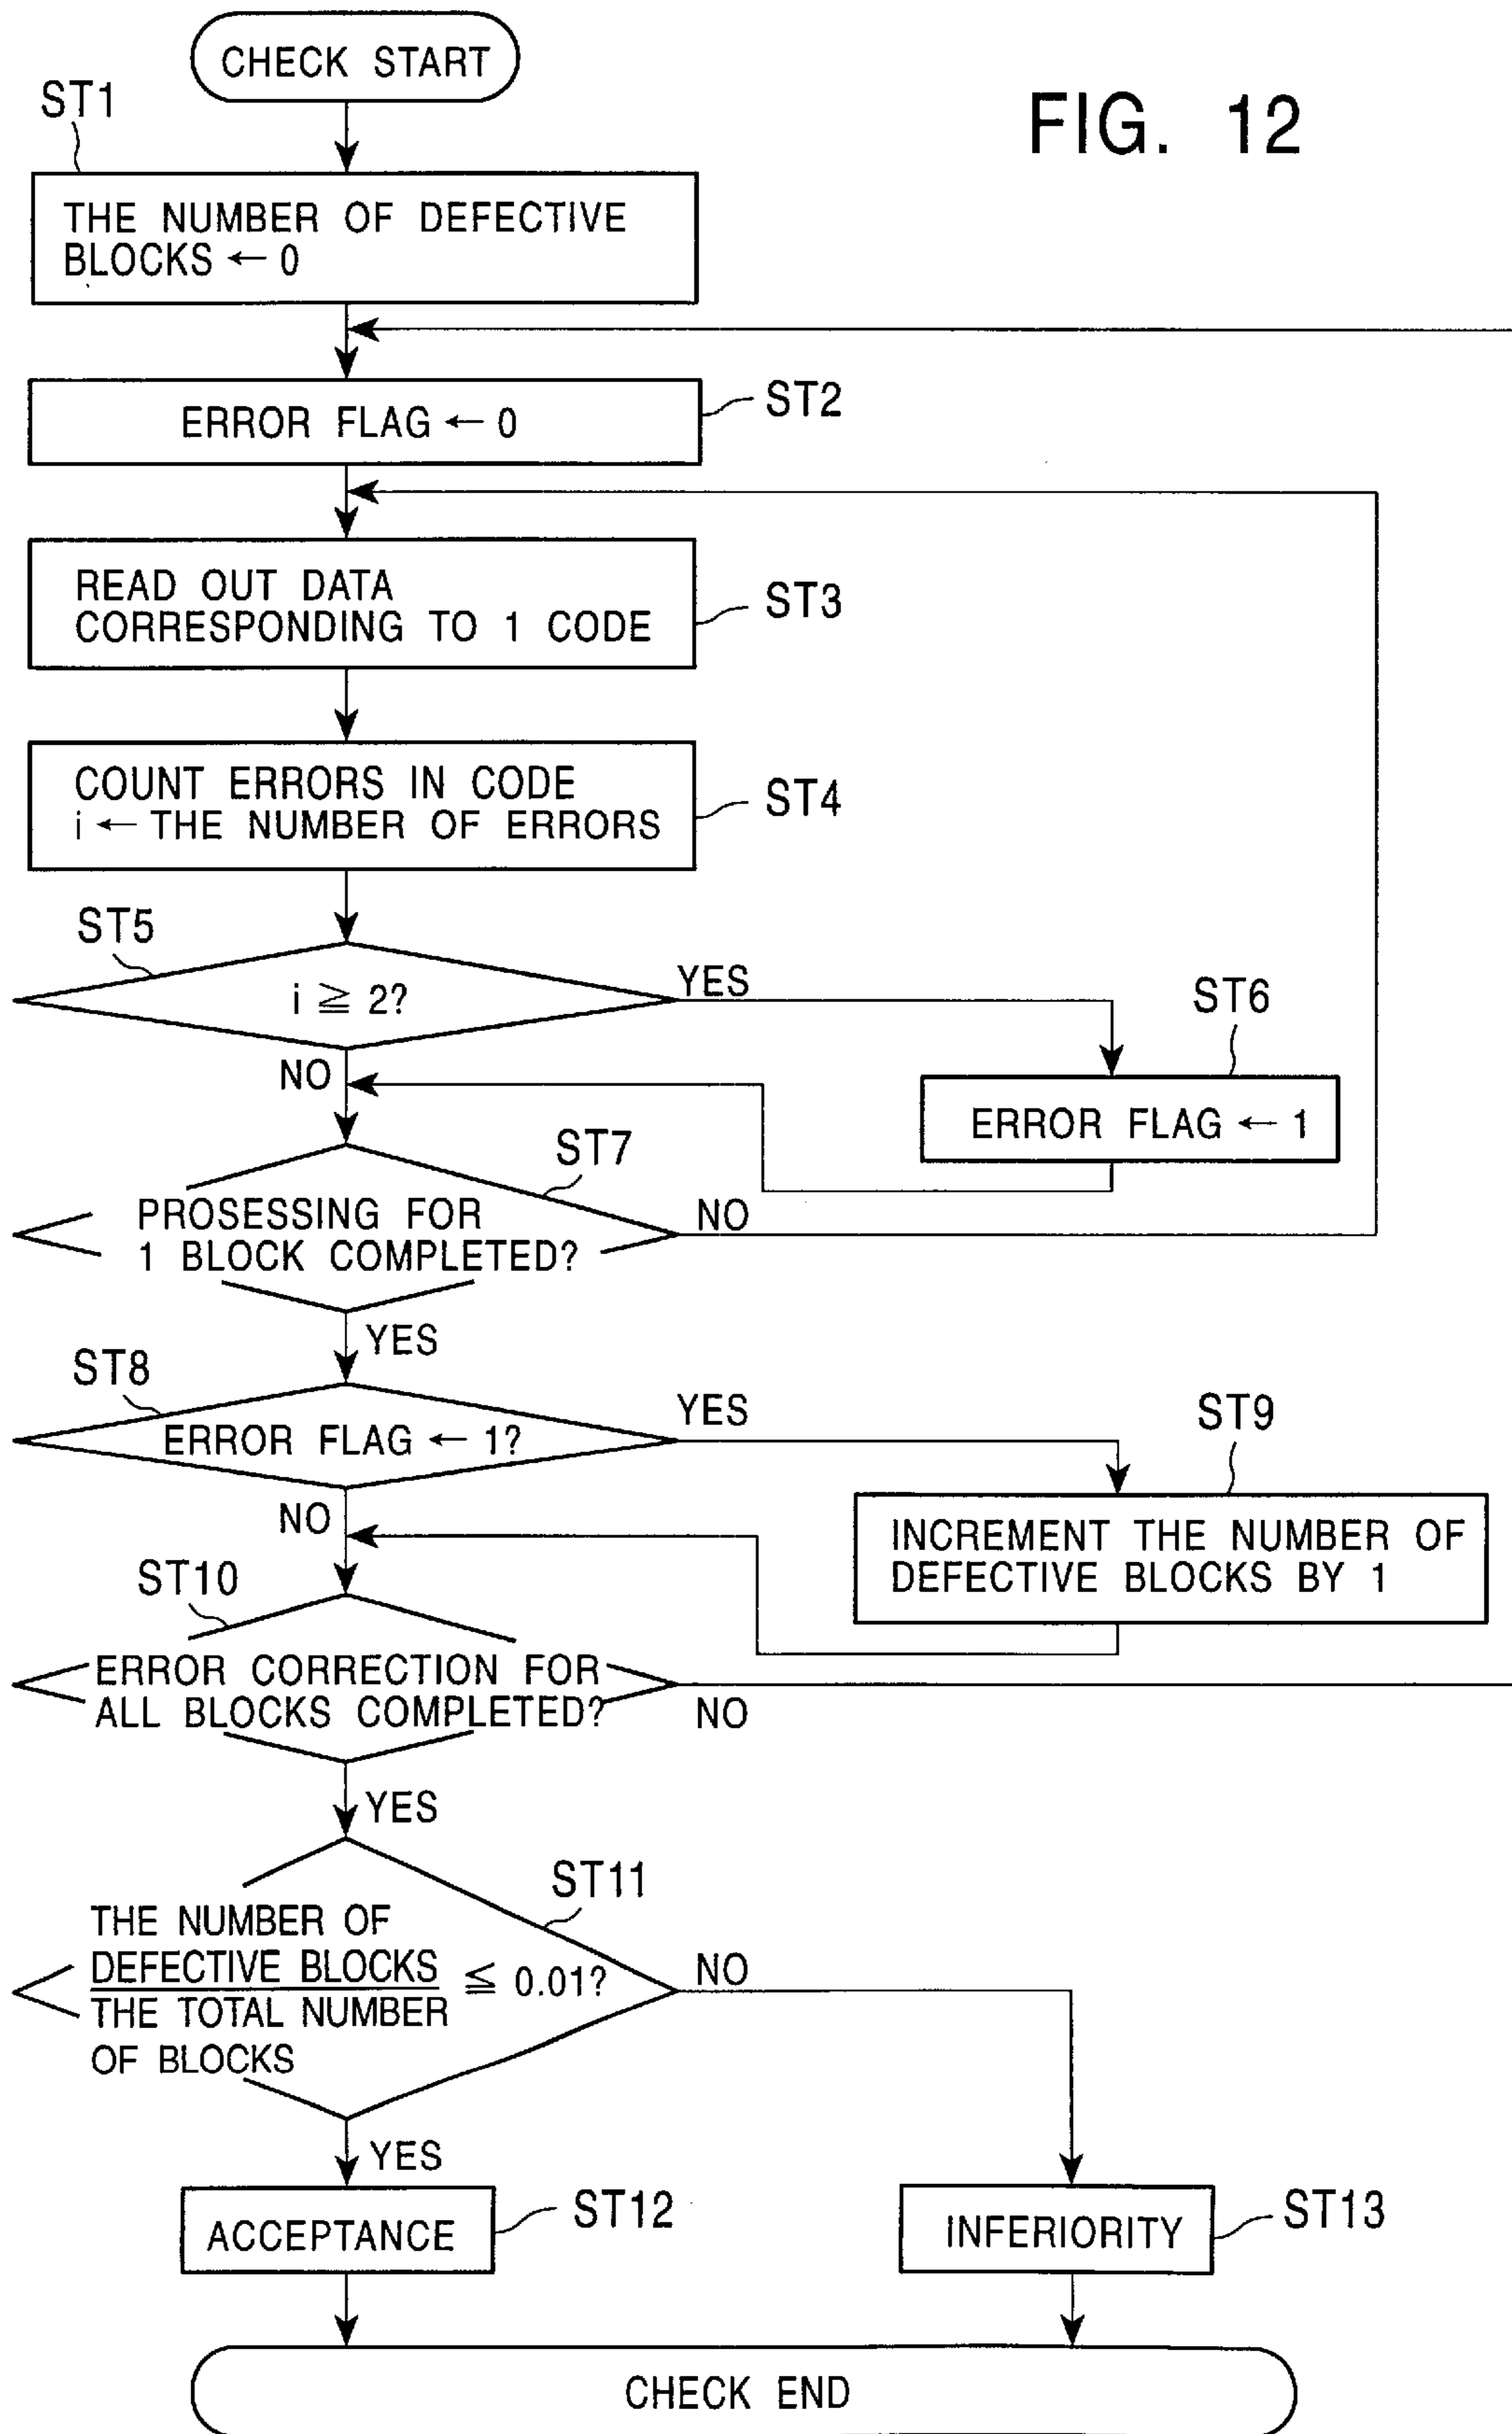 CHECK START
FIG. 12
ST1
THE NUMBER OF DEFECTIVE
BLOCKS ← 0
ERROR FLAG ← 0
ST2
READ OUT DATA
CORRESPONDING TO 1 CODE
ST3
COUNT ERRORS IN CODE
i ← THE NUMBER OF ERRORS
ST4
ST5
i ≧ 2?
YES
NO
ST6
ERROR FLAG ← 1
ST7
PROSESSING FOR
1 BLOCK COMPLETED?
NO
YES
ST8
ERROR FLAG ← 1?
YES
NO
ST9
INCREMENT THE NUMBER OF
DEFECTIVE BLOCKS BY 1
ST10
ERROR CORRECTION FOR
ALL BLOCKS COMPLETED?
NO
YES
ST11
THE NUMBER OF
DEFECTIVE BLOCKS
THE TOTAL NUMBER
OF BLOCKS
≦ 0.01?
NO
YES
ACCEPTANCE
ST12
INFERIORITY
ST13
CHECK END